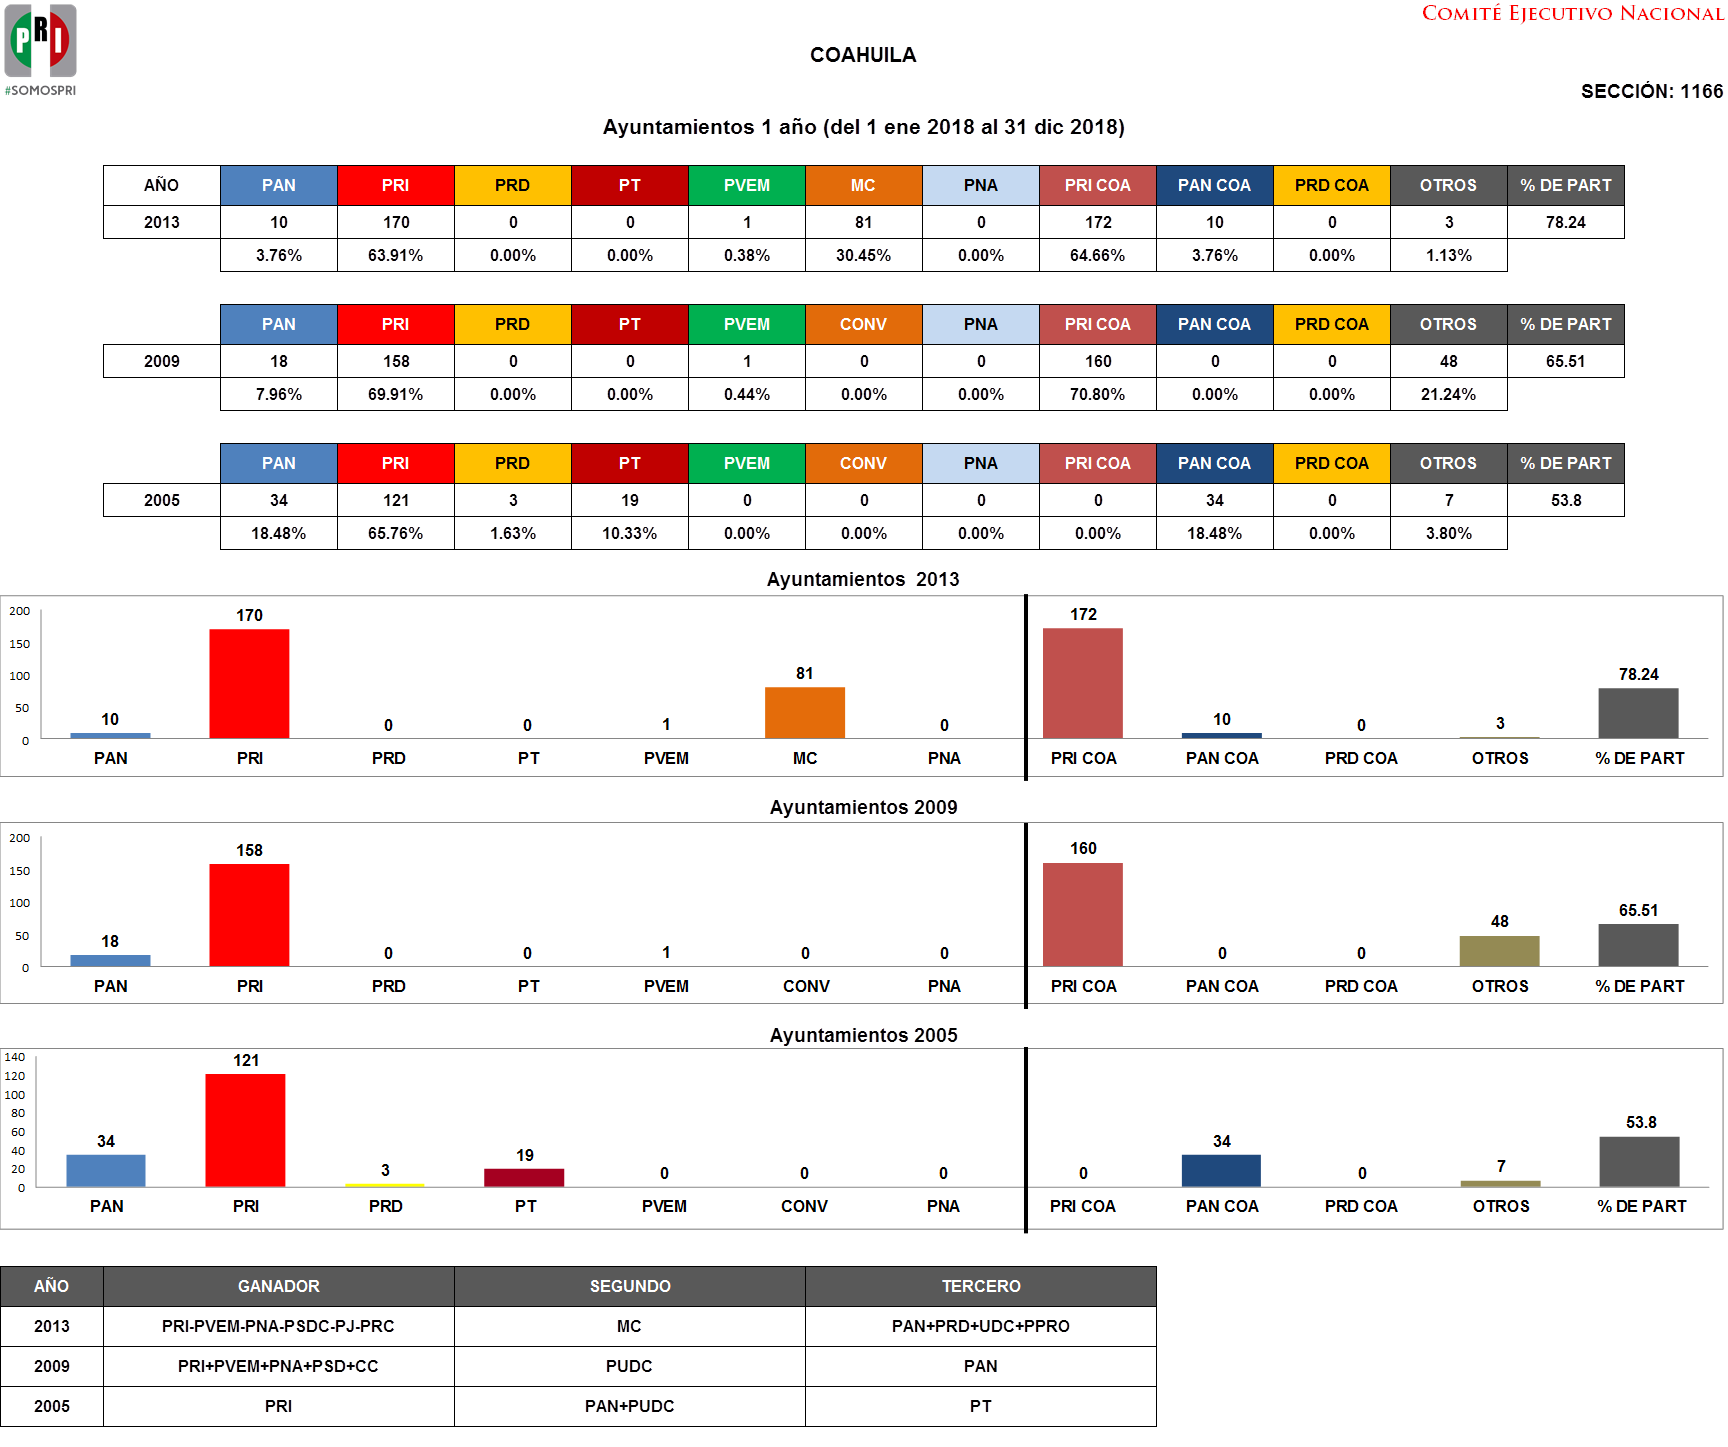 PRI
#SOMOSPRI
COMITÉ EJECUTIVO NACIONAL
COAHUILA
SECCIÓN: 1166
Ayuntamientos 1 año (del 1 ene 2018 al 31 dic 2018)
AÑO PAN PRI PRD PT PVEM MC PNA PRI COA PAN COA PRD COA OTROS % DE PART
2013 10 170 0 0 1 81 0 172 10 0 3 78.24
3.76% 63.91% 0.00% 0.00% 0.38% 30.45% 0.00% 64.66% 3.76% 0.00% 1.13%
PAN PRI PRD PT PVEM CONV PNA PRI COA PAN COA PRD COA OTROS % DE PART
2009 18 158 0 0 1 0 0 160 0 0 48 65.51
7.96% 69.91% 0.00% 0.00% 0.44% 0.00% 0.00% 70.80% 0.00% 0.00% 21.24%
PAN PRI PRD PT PVEM CONV PNA PRI COA PAN COA PRD COA OTROS % DE PART
2005 34 121 3 19 0 0 0 0 34 0 7 53.8
18.48% 65.76% 1.63% 10.33% 0.00% 0.00% 0.00% 0.00% 18.48% 0.00% 3.80%
Ayuntamientos 2013
200
150
100
50
0
10 170 0 0 1 81 0 172 10 0 3 78.24
PAN PRI PRD PT PVEM MC PNA PRI COA PAN COA PRD COA OTROS % DE PART
Ayuntamientos 2009
200
150
100
50
0
18 158 0 0 1 0 0 160 0 0 48 65.51
PAN PRI PRD PT PVEM CONV PNA PRI COA PAN COA PRD COA OTROS % DE PART
Ayuntamientos 2005
140
120
100
80
60
40
20
0
34 121 3 19 0 0 0 0 34 0 7 53.8
PAN PRI PRD PT PVEM CONV PNA PRI COA PAN COA PRD COA OTROS % DE PART
AÑO GANADOR SEGUNDO TERCERO
2013 PRI-PVEM-PNA-PSDC-PJ-PRC MC PAN+PRD+UDC+PPRO
2009 PRI+PVEM+PNA+PSD+CC PUDC PAN
2005 PRI PAN+PUDC PT